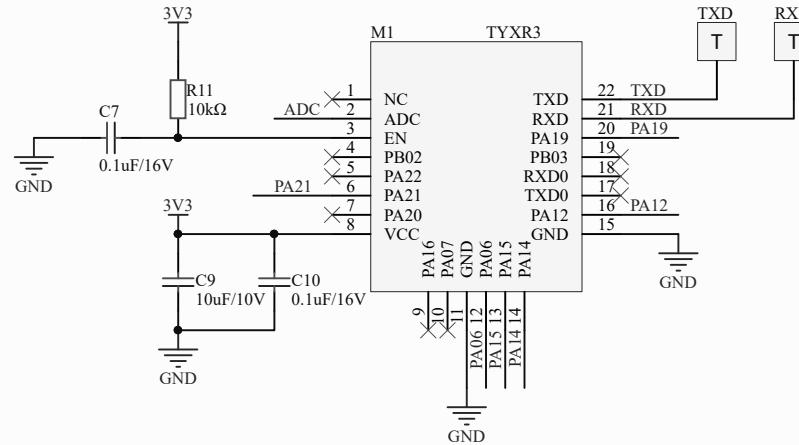 TXD
RX
T
T
3V3
M1
TYXR3
R11
10kΩ
C7
0.1uF/16V
GND
ADC
PA21
1
2
3
4
5
6
7
8
NC
ADC
EN
PB02
PA22
PA21
PA20
VCC
TXD
RXD
PA19
PB03
RXD0
TXD0
PA12
GND
22
21
20
19
18
17
16
15
TXD
RXD
PA19
PA12
GND
3V3
C9
10uF/10V
C10
0.1uF/16V
GND
PA16
PA07
GND
PA06
PA15
PA14
9
10
11
12
13
14
PA06
PA15
PA14
GND